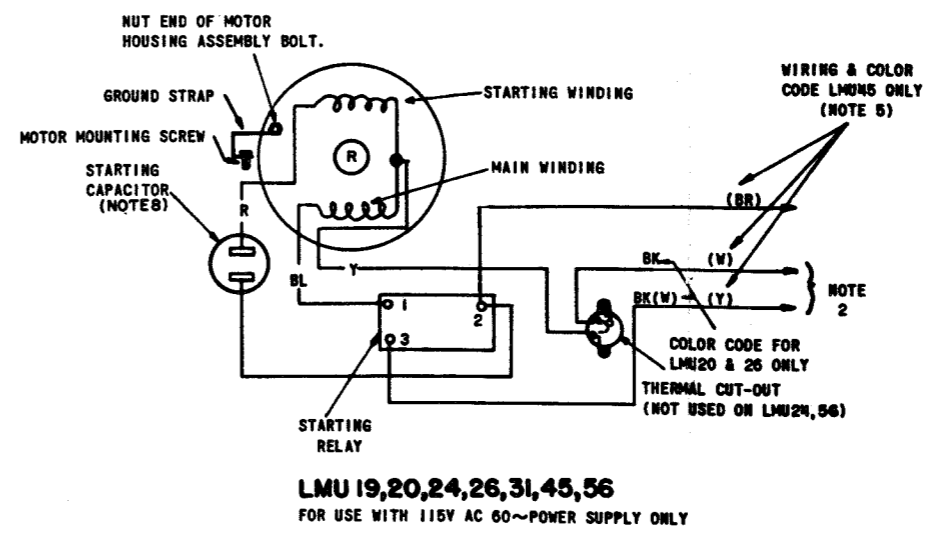 NUT END OF MOTOR
HOUSING ASSEMBLY BOLT.
GROUND STRAP
MOTOR MOUNTING SCREW
STARTING
CAPACITOR
(NOTE8)
STARTING WINDING
R
MAIN WINDING
WIRING & COLOR
CODE LMU45 ONLY
(NOTE 5)
R
(BR)
BL
Y
BK
(W)
BK(W)
(Y)
NOTE
2
1
2
3
COLOR CODE FOR
LMU20 & 26 ONLY
THERMAL CUT-OUT
(NOT USED ON LMU24,56)
STARTING
RELAY
LMU 19,20,24,26,31,45,56
FOR USE WITH 115V AC 60~POWER SUPPLY ONLY